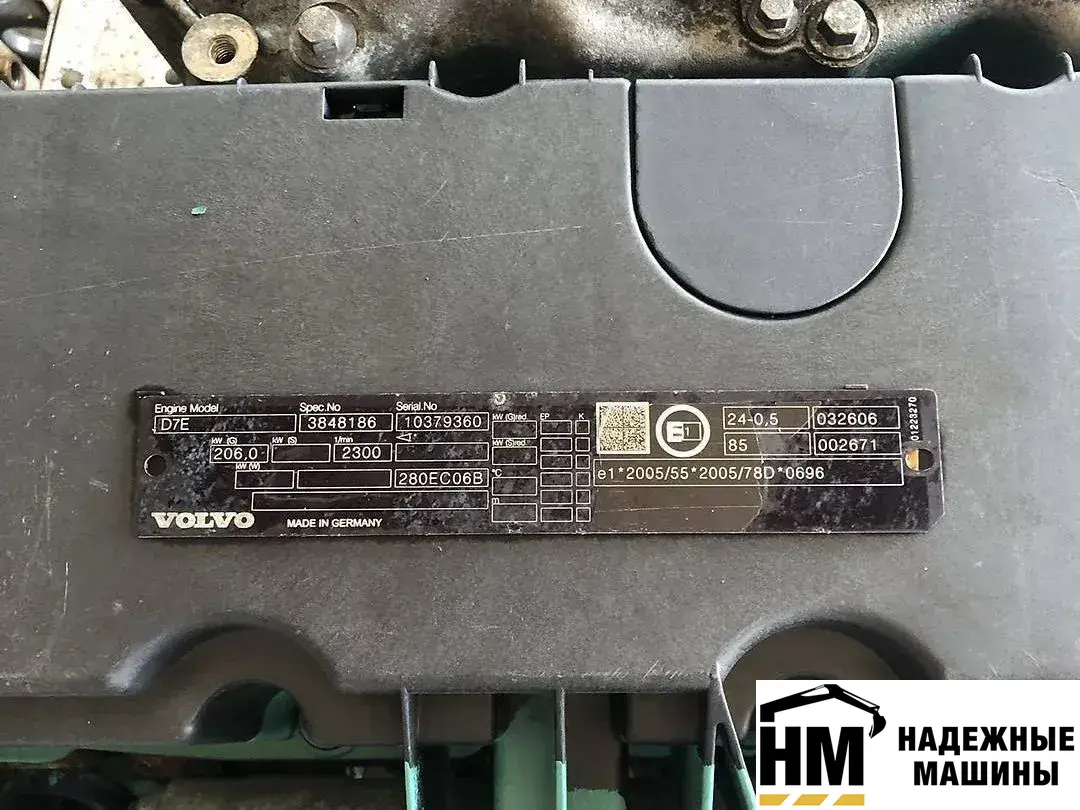 Engine Model Spec.No Serial.No kW (G)red. EP K
D7E 3848186 10379360
kW (G) kW (S) 1/min kW (S)red.
206,0 2300
kW (W) °C
280EC06B
m
VOLVO MADE IN GERMANY
E1
24-0,5 032606
85 002671
e1*2005/55*2005/78D*0696
01223270
НМ НАДЕЖНЫЕ
МАШИНЫ